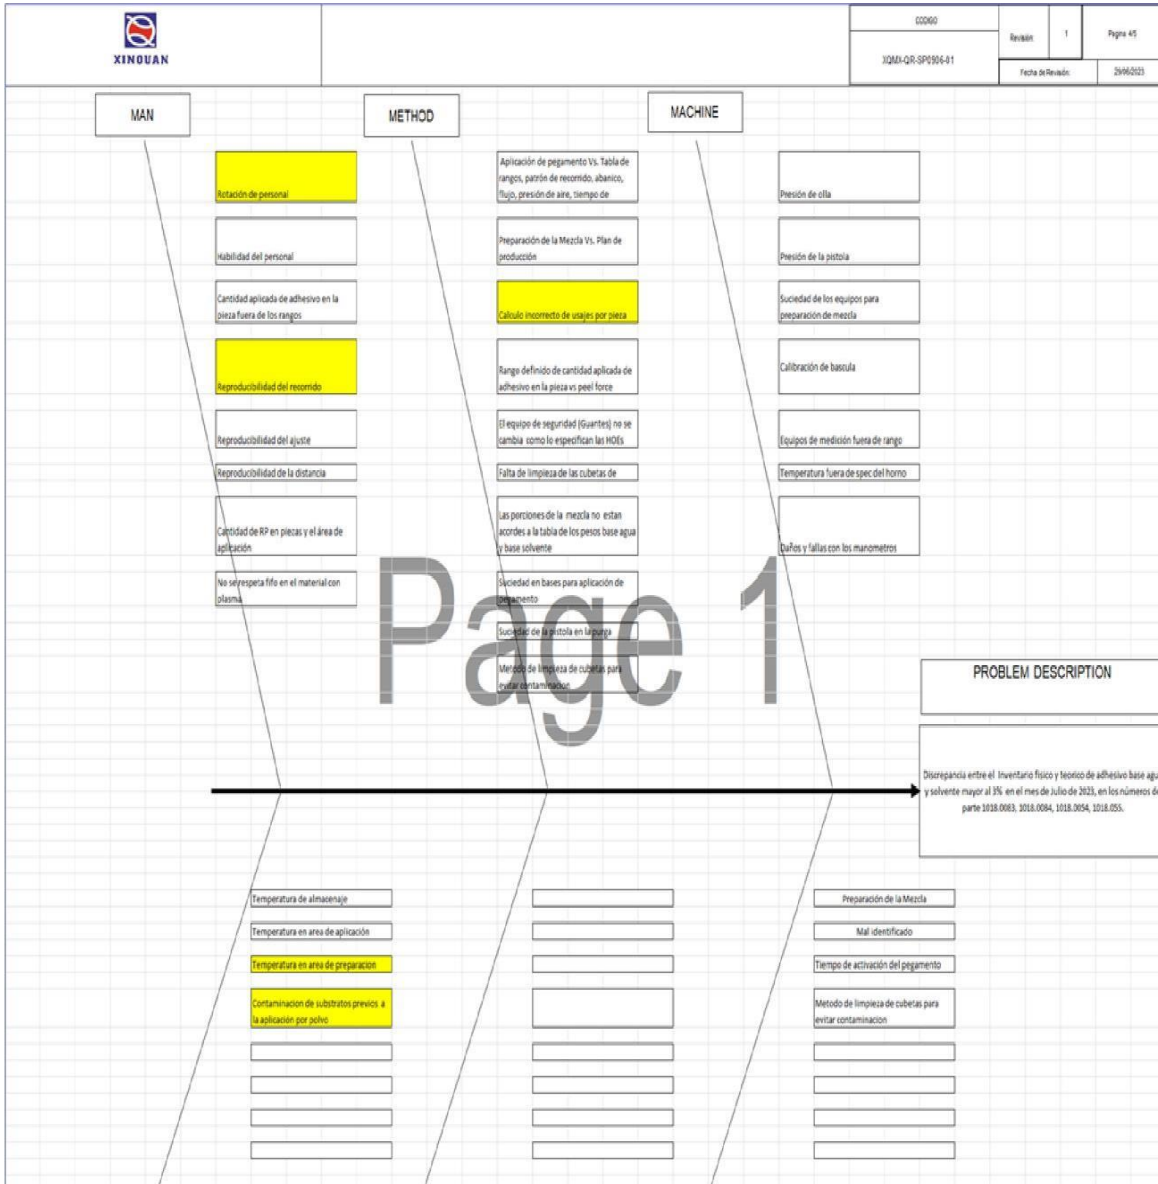 XINQUAN
CODIGO
XQMX-QR-SP0906-01
Revisión:
1
Pagina 4/5
Fecha de Revisión:
29/06/2023
MAN
METHOD
MACHINE
Rotación de personal
Habilidad del personal
Cantidad aplicada de adhesivo en la
pieza fuera de los rangos
Reproducibilidad del recorrido
Reproducibilidad del ajuste
Reproducibilidad de la distancia
Cantidad de RP en piezas y el área de
aplicación
No se respeta fifo en el material con
plasma
Aplicación de pegamento Vs. Tabla de
rangos, patrón de recorrido, abanico,
flujo, presión de aire, tiempo de
Preparación de la Mezcla Vs. Plan de
producción
Calculo incorrecto de usajes por pieza
Rango definido de cantidad aplicada de
adhesivo en la pieza vs peel force
El equipo de seguridad (Guantes) no se
cambia como lo especifican las HOEs
Falta de limpieza de las cubetas de
Las porciones de la mezcla no estan
acordes a la tabla de los pesos base agua
y base solvente
Suciedad en bases para aplicación de
pegamento
Suciedad de la pistola en la purga
Metodo de limpieza de cubetas para
evitar contaminacion
Presión de olla
Presión de la pistola
Suciedad de los equipos para
preparación de mezcla
Calibración de bascula
Equipos de medición fuera de rango
Temperatura fuera de spec del horno
Daños y fallas con los manometros
Page 1
PROBLEM DESCRIPTION
Discrepancia entre el Inventario fisico y teorico de adhesivo base agu
y solvente mayor al 3% en el mes de Julio de 2023, en los números de
parte 1018.0083, 1018.0084, 1018.0054, 1018.055.
Temperatura de almacenaje
Temperatura en area de aplicación
Temperatura en area de preparacion
Contaminacion de substratos previos a
la aplicación por polvo
Preparación de la Mezcla
Mal identificado
Tiempo de activación del pegamento
Metodo de limpieza de cubetas para
evitar contaminacion